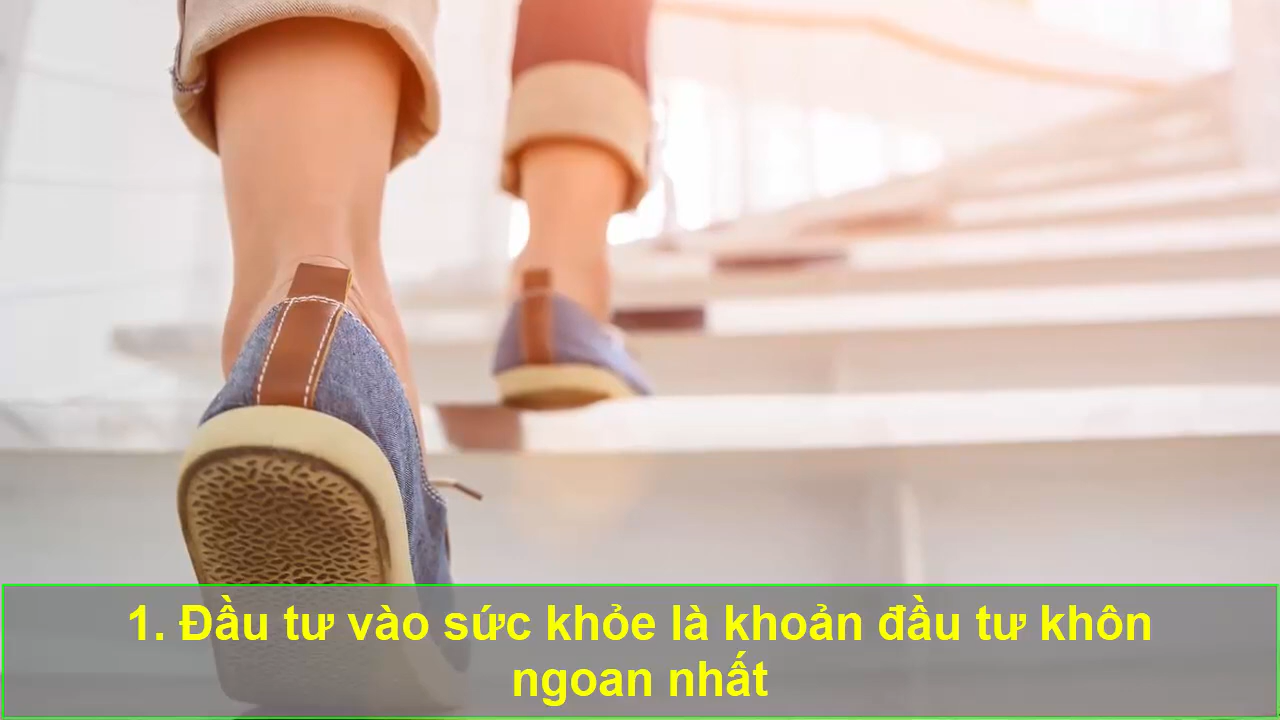 1. Đầu tư vào sức khỏe là khoản đầu tư khôn
ngoan nhất